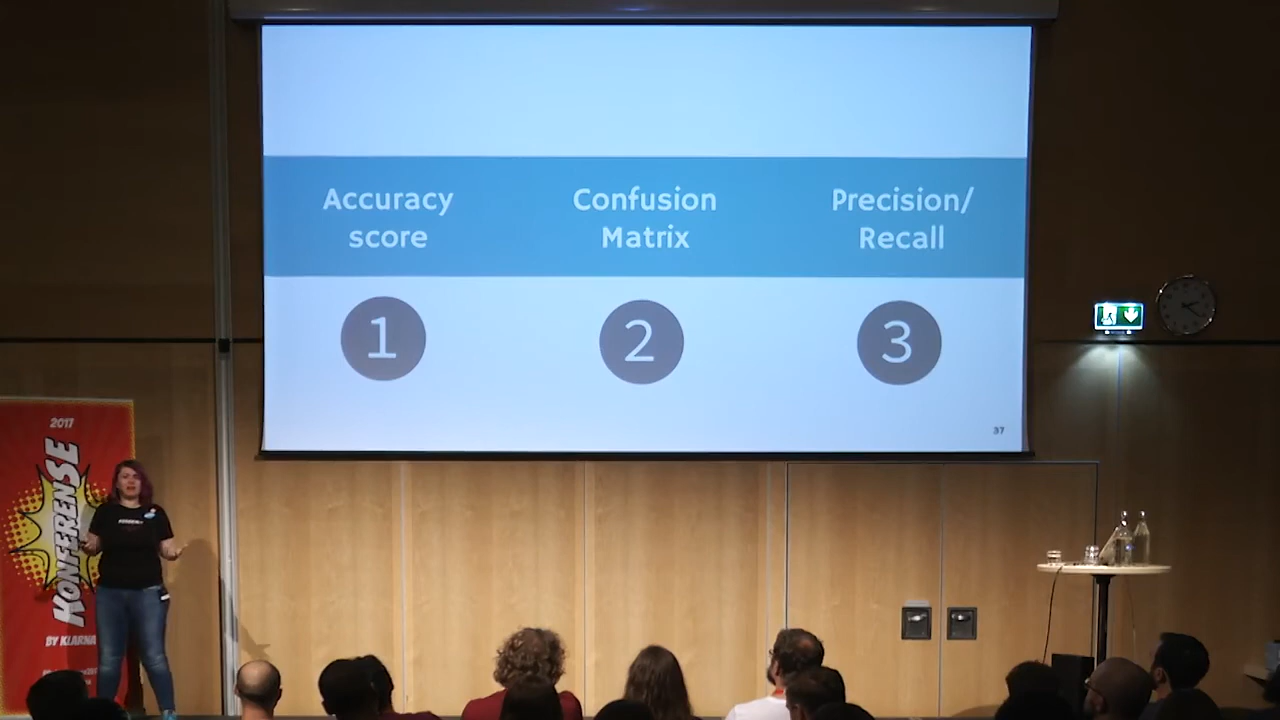 Accuracy
score
Confusion
Matrix
Precision/
Recall
1
2
3
37
2017
KONFERENSE
BY KLARNA